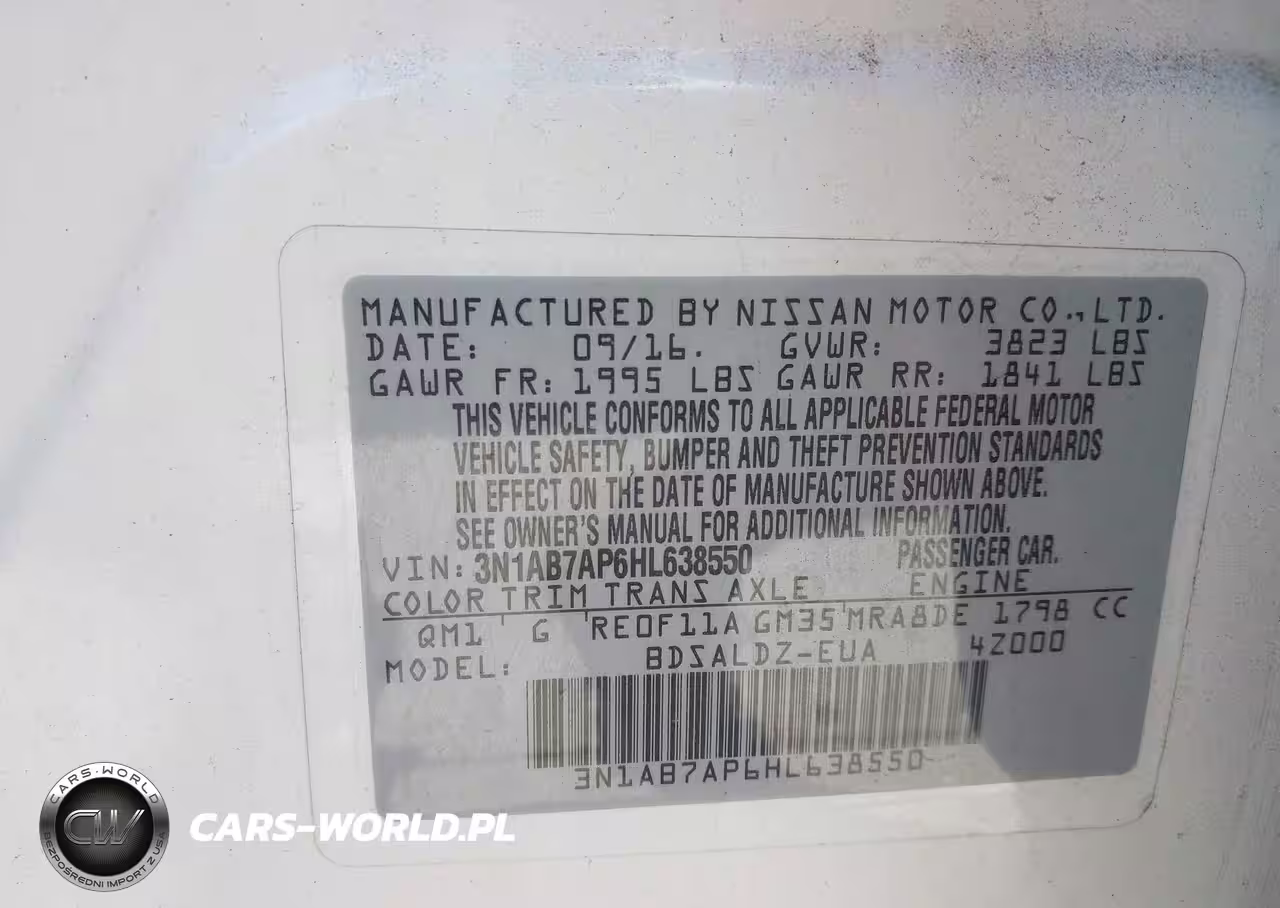 MANUFACTURED BY NISSAN MOTOR CO.,LTD.
DATE: 09/16. GVWR: 3823 LBS
GAWR FR: 1995 LBS GAWR RR: 1841 LBS
THIS VEHICLE CONFORMS TO ALL APPLICABLE FEDERAL MOTOR
VEHICLE SAFETY, BUMPER AND THEFT PREVENTION STANDARDS
IN EFFECT ON THE DATE OF MANUFACTURE SHOWN ABOVE.
SEE OWNER'S MANUAL FOR ADDITIONAL INFORMATION.
VIN: 3N1AB7AP6HL638550 PASSENGER CAR.
COLOR TRIM TRANS AXLE ENGINE
QM1 ' G ' RE0F11A GM35 ' MRA8DE 1798 CC
MODEL: BDSALDZ-EUA 4Z000
3N1AB7AP6HL638550
CARS-WORLD
CW
BEZPOŚREDNI IMPORT Z USA
CARS-WORLD.PL